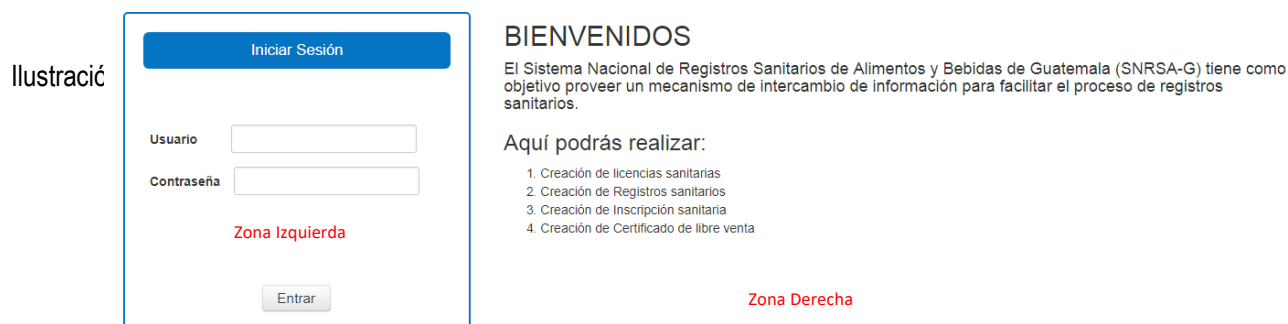 Ilustració
Iniciar Sesión
Usuario
Contraseña
Zona Izquierda
Entrar
BIENVENIDOS
El Sistema Nacional de Registros Sanitarios de Alimentos y Bebidas de Guatemala (SNRSA-G) tiene como
objetivo proveer un mecanismo de intercambio de información para facilitar el proceso de registros
sanitarios.
Aquí podrás realizar:
1. Creación de licencias sanitarias
2. Creación de Registros sanitarios
3. Creación de Inscripción sanitaria
4. Creación de Certificado de libre venta
Zona Derecha